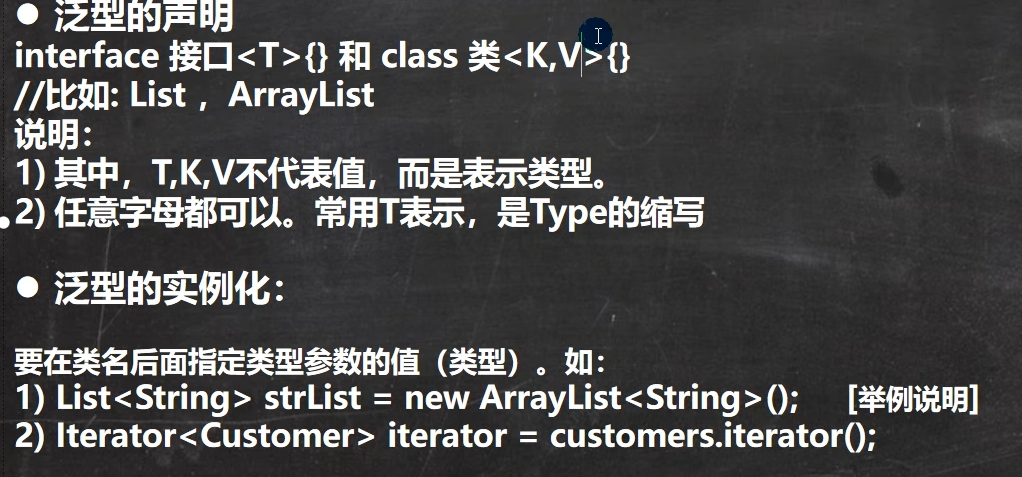 ● 泛型的声明
interface 接口<T>{} 和 class 类<K,V>{}
//比如: List ，ArrayList
说明：
1) 其中，T,K,V不代表值，而是表示类型。
2) 任意字母都可以。常用T表示，是Type的缩写
● 泛型的实例化：
要在类名后面指定类型参数的值（类型）。如：
1) List<String> strList = new ArrayList<String>(); [举例说明]
2) Iterator<Customer> iterator = customers.iterator();